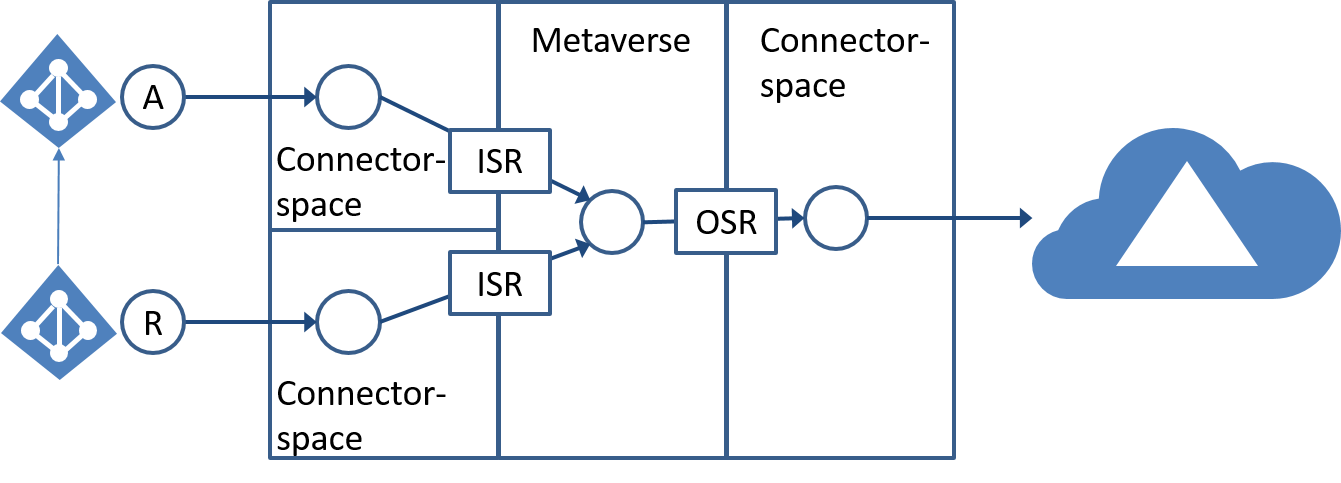 Metaverse
Connector-
space
A
Connector-
space
ISR
OSR
ISR
R
Connector-
space